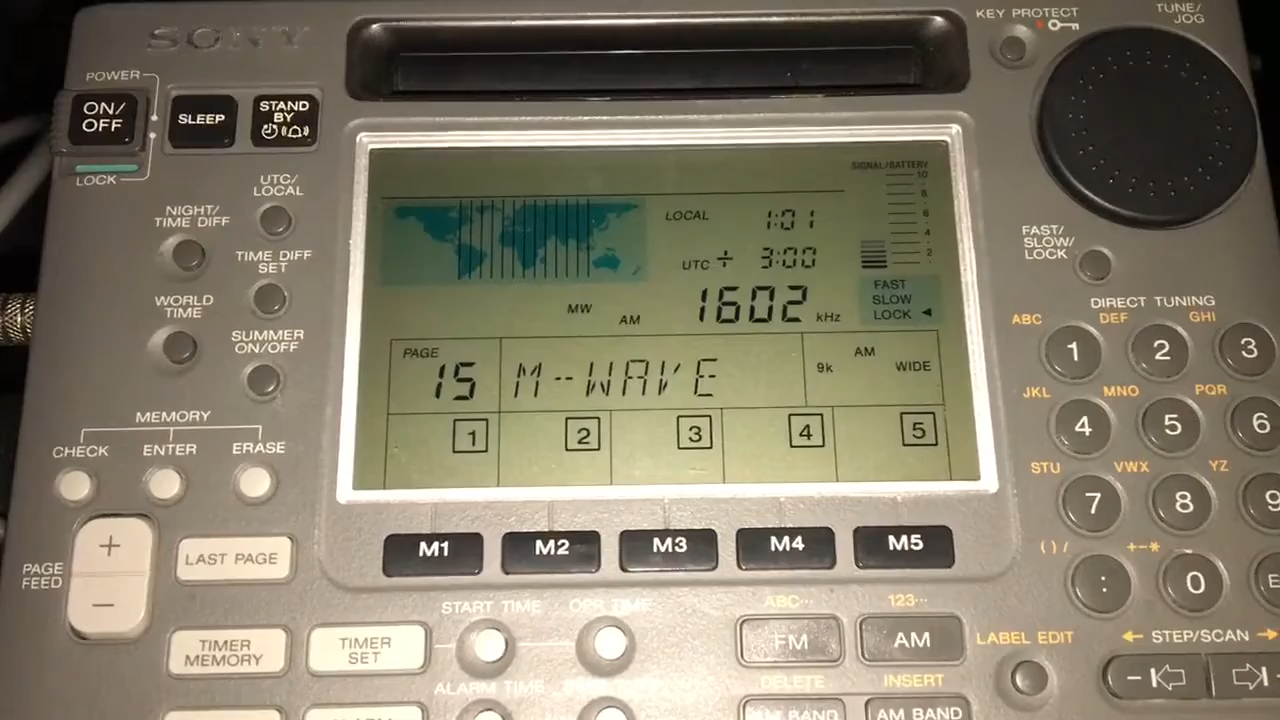 SONY
KEY PROTECT
TUNE/
JOG
POWER
ON/
OFF
SLEEP
STAND
BY
LOCK
UTC/
LOCAL
NIGHT/
TIME DIFF
TIME DIFF
SET
WORLD
TIME
SUMMER
ON/OFF
MEMORY
CHECK ENTER ERASE
PAGE
FEED
+
−
LAST PAGE
TIMER
MEMORY
TIMER
SET
SIGNAL/BATTERY
10
8
6
4
2
LOCAL 1:01
UTC ÷ 3:00
MW AM 1602 kHz
FAST
SLOW
LOCK ◄
PAGE
15 M--WAVE
9k AM WIDE
1 2 3 4 5
M1 M2 M3 M4 M5
START TIME
ALARM TIME
ABC··· 123···
FM AM
DELETE INSERT
AM BAND
FAST/
SLOW/
LOCK
DIRECT TUNING
ABC DEF GHI
1 2 3
JKL MNO PQR
4 5 6
STU VWX YZ
7 8 9
( ) / +-·*
: 0 E
LABEL EDIT
← STEP/SCAN →